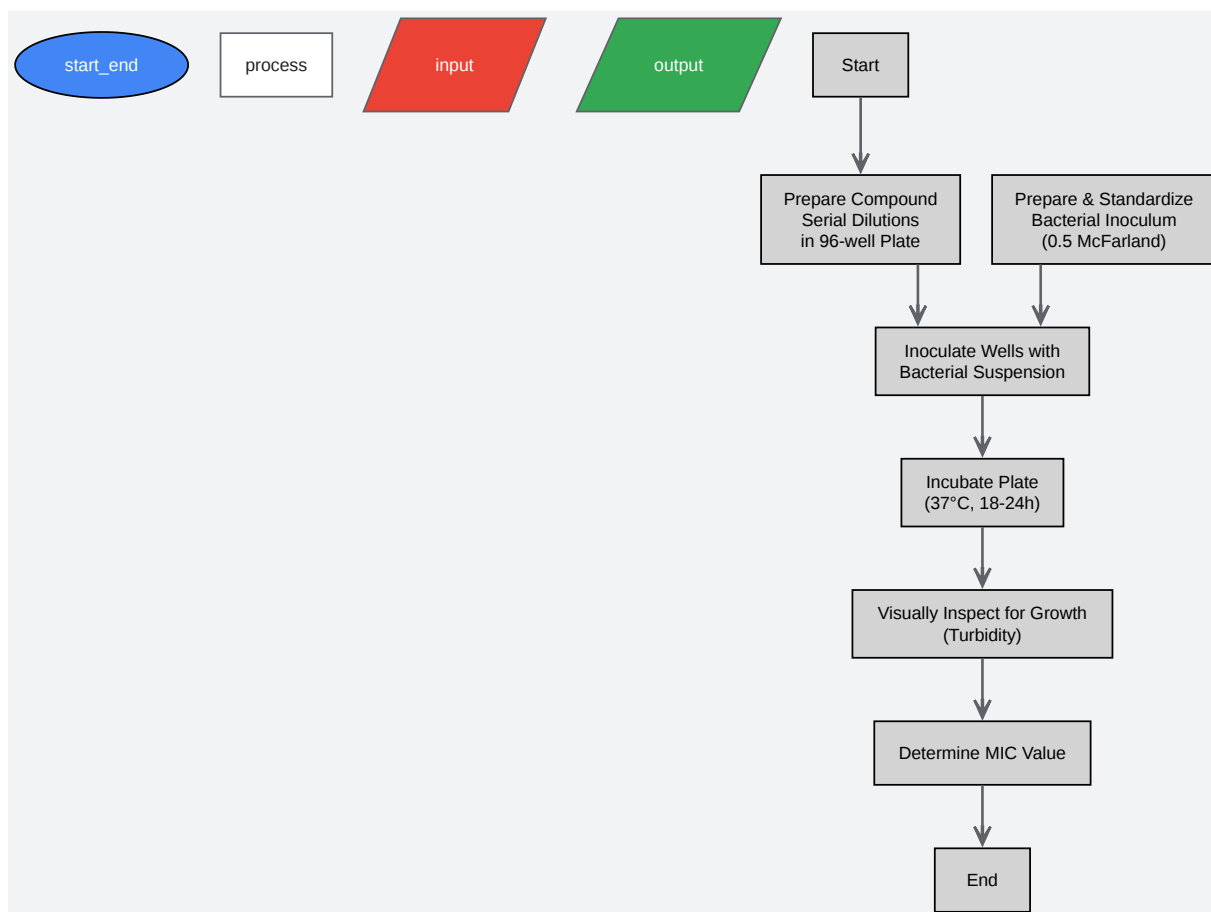 start_end
process
input
output
Start
Prepare Compound
Serial Dilutions
in 96-well Plate
Prepare & Standardize
Bacterial Inoculum
(0.5 McFarland)
Inoculate Wells with
Bacterial Suspension
Incubate Plate
(37°C, 18-24h)
Visually Inspect for Growth
(Turbidity)
Determine MIC Value
End